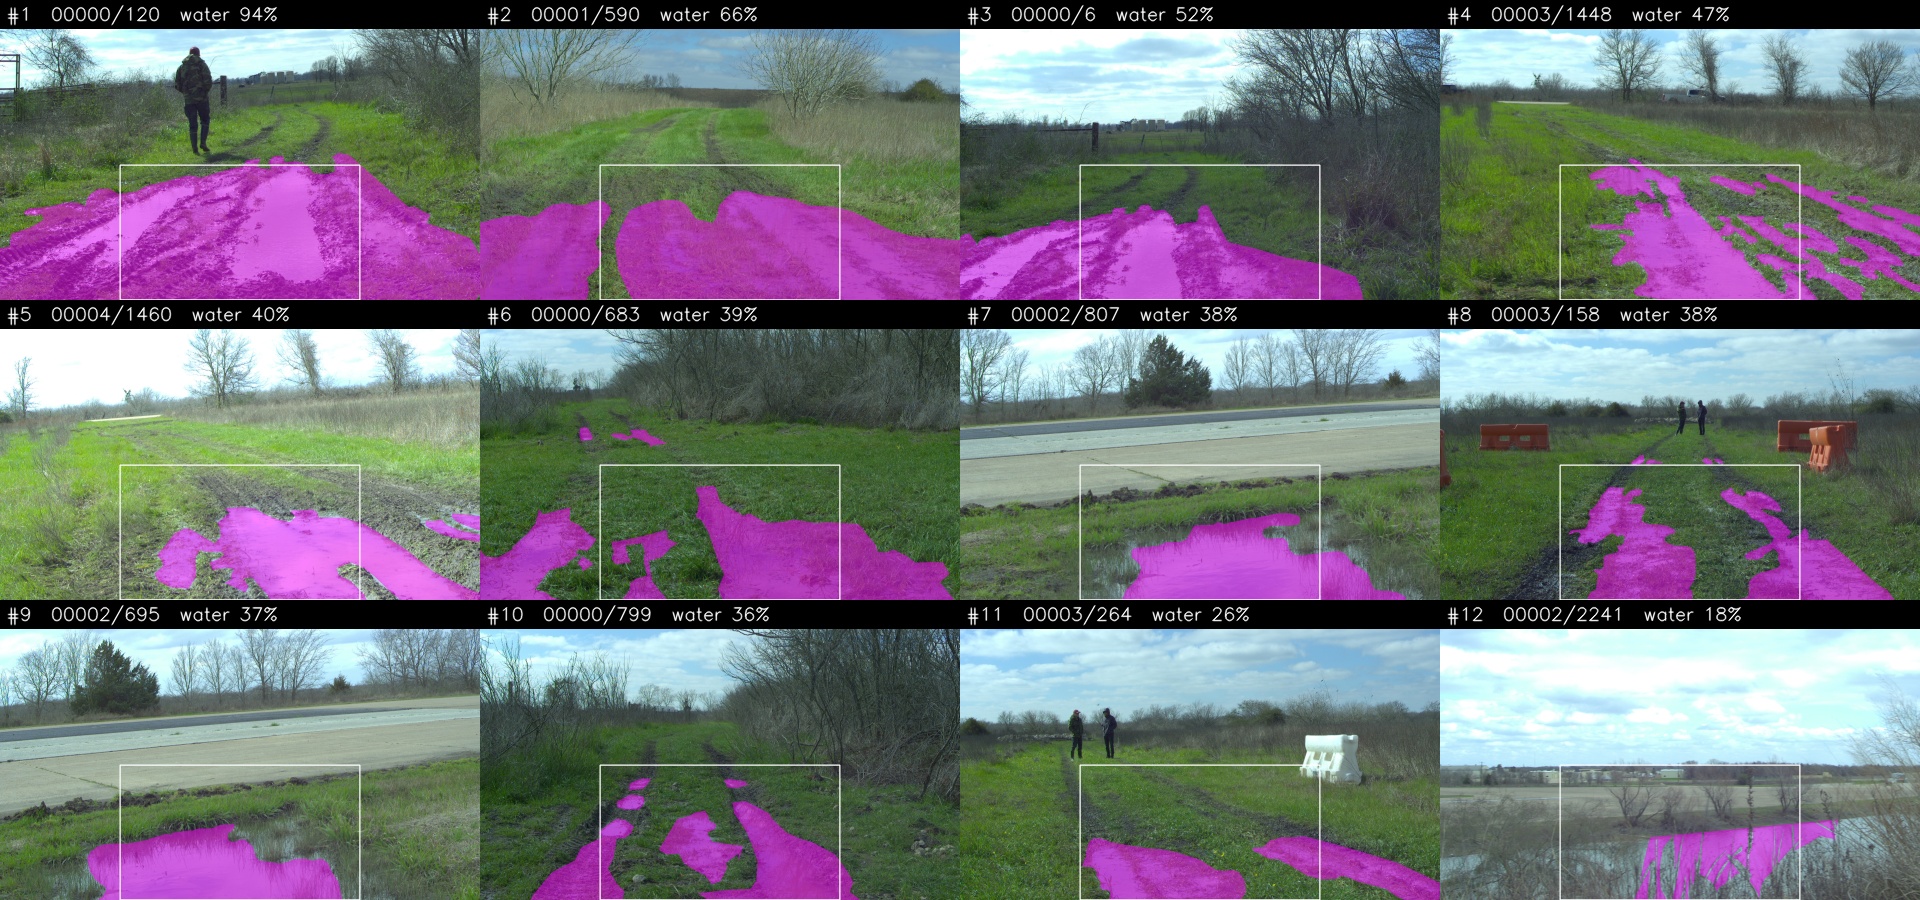 #1 00000/120 water 94%
#2 00001/590 water 66%
#3 00000/6 water 52%
#4 00003/1448 water 47%
#5 00004/1460 water 40%
#6 00000/683 water 39%
#7 00002/807 water 38%
#8 00003/158 water 38%
#9 00002/695 water 37%
#10 00000/799 water 36%
#11 00003/264 water 26%
#12 00002/2241 water 18%